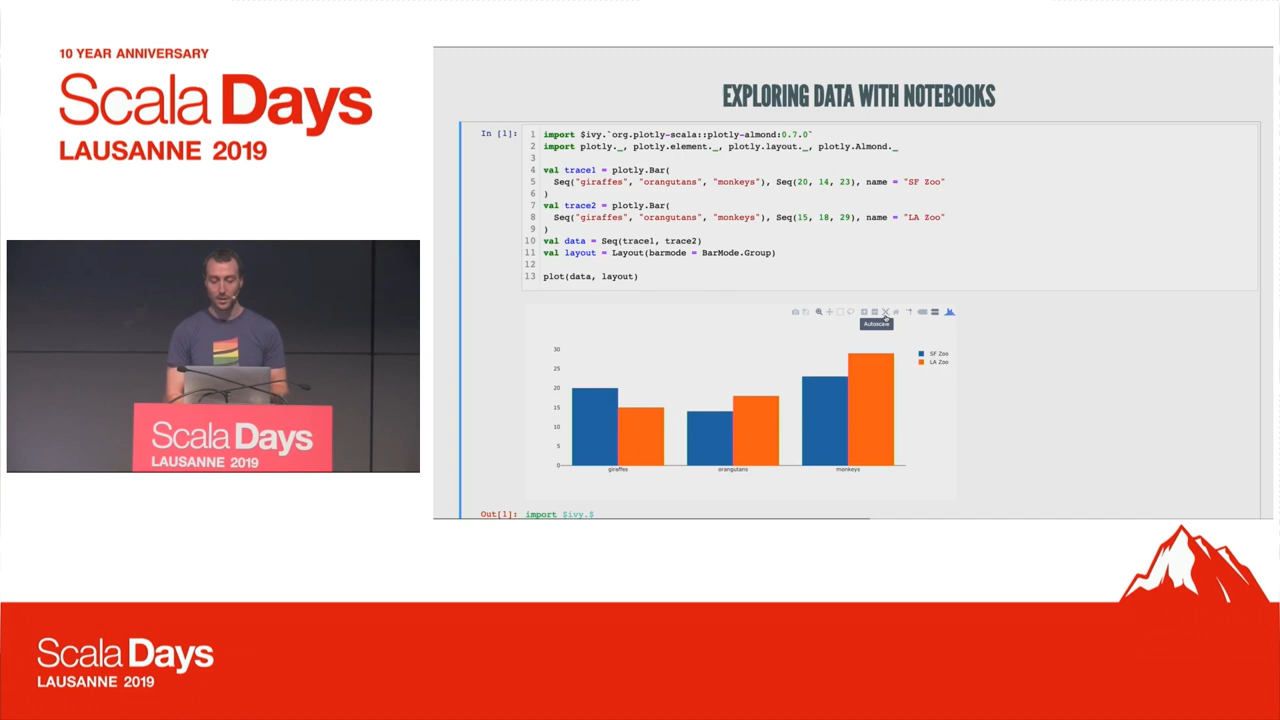 10 YEAR ANNIVERSARY
Scala Days
LAUSANNE 2019
EXPLORING DATA WITH NOTEBOOKS
In [1]:
1 import $ivy.`org.plotly-scala::plotly-almond:0.7.0`
2 import plotly._, plotly.element._, plotly.layout._, plotly.Almond._
3
4 val trace1 = plotly.Bar(
5 Seq("giraffes", "orangutans", "monkeys"), Seq(20, 14, 23), name = "SF Zoo"
6 )
7 val trace2 = plotly.Bar(
8 Seq("giraffes", "orangutans", "monkeys"), Seq(15, 18, 29), name = "LA Zoo"
9 )
10 val data = Seq(trace1, trace2)
11 val layout = Layout(barmode = BarMode.Group)
12
13 plot(data, layout)
Autoscale
30
25
20
15
10
5
0
SF Zoo
LA Zoo
giraffes orangutans monkeys
Out[1]: import $ivy.$
Scala Days
LAUSANNE 2019
Scala Days
LAUSANNE 2019